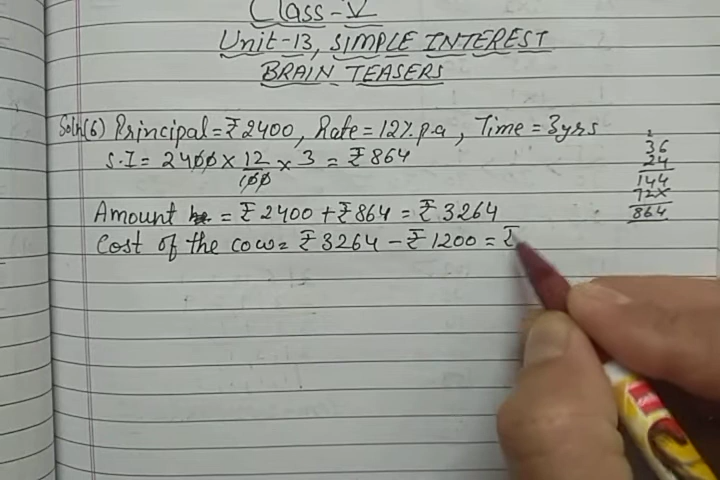 Class-V
Unit-13, SIMPLE INTEREST
BRAIN TEASERS
Soln(6) Principal=₹2400, Rate=12%p.a, Time=3yrs
S.I= 2400 × 12/100 × 3 = ₹864
Amount = ₹2400+₹864=₹3264
Cost of the cow= ₹3264-₹1200=₹
2
36
24
144
72×
864